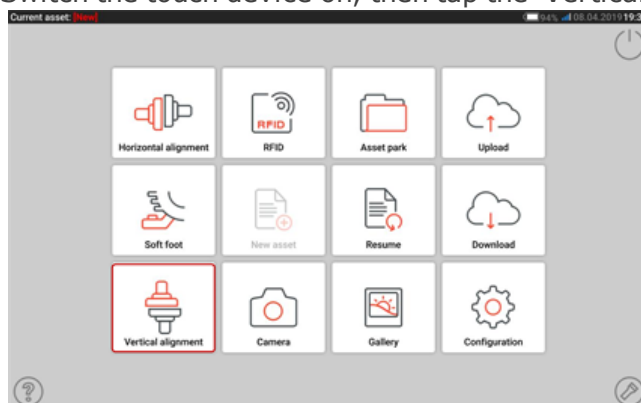 Switch the touch device on, then tap the 'Vertical
Current asset: [New] 94% 08.04.2019 19:3
Horizontal alignment RFID RFID Asset park Upload
Soft foot New asset Resume Download
Vertical alignment Camera Gallery Configuration